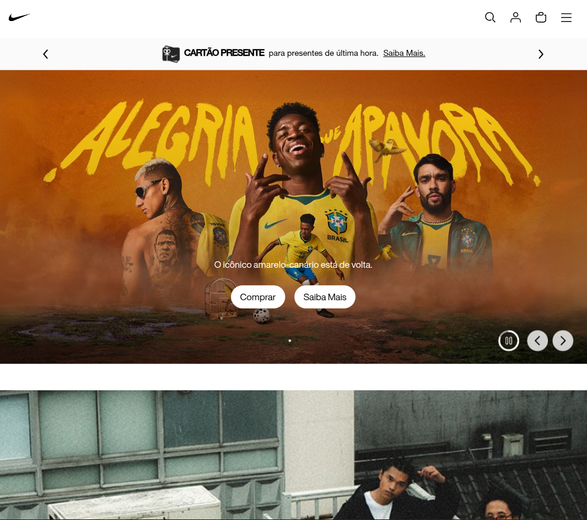 CARTÃO PRESENTE para presentes de última hora. Saiba Mais.
ALEGRIA QUE APAVORA!
BRASIL
O icônico amarelo-canário está de volta.
Comprar Saiba Mais